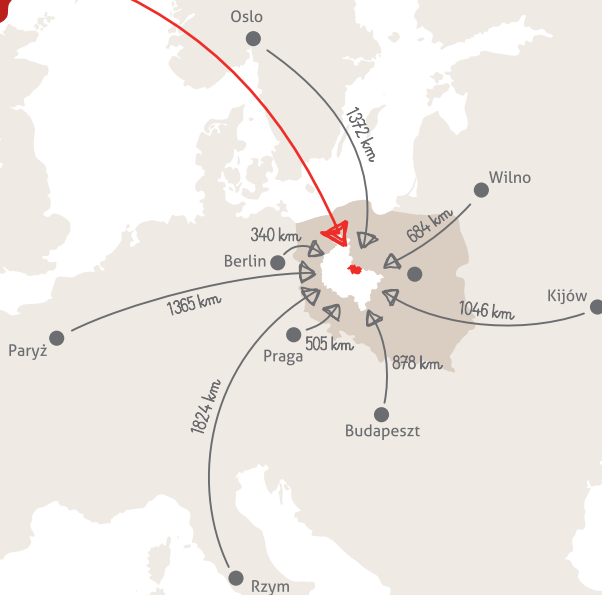 Oslo
1372 km
Wilno
684 km
340 km
Berlin
1365 km
Kijów
1046 km
Paryż
Praga
505 km
878 km
1824 km
Budapeszt
Rzym